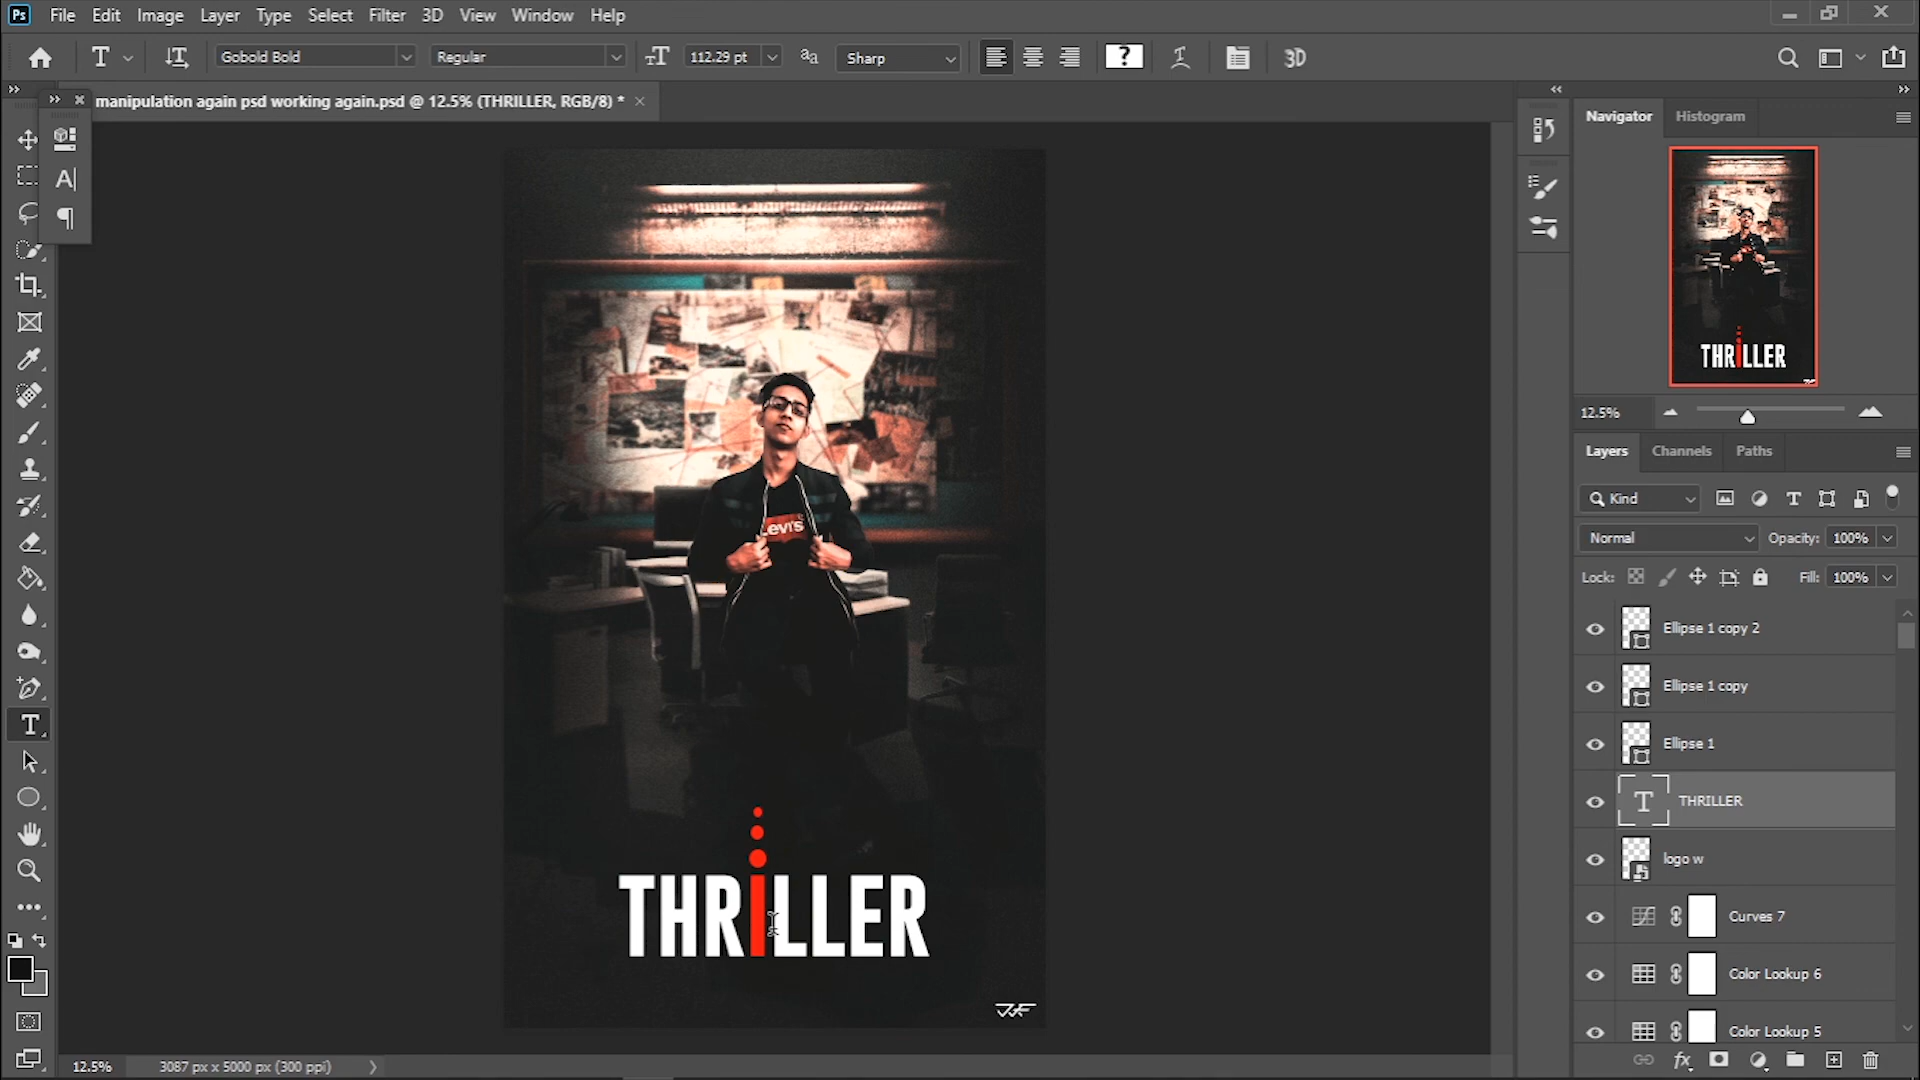 Ps File Edit Image Layer Type Select Filter 3D View Window Help
T Gobold Bold Regular 112.29 pt Sharp ? 3D
manipulation again psd working again.psd @ 12.5% (THRILLER, RGB/8) *
Navigator Histogram
THRILLER
12.5%
Layers Channels Paths
Kind
Normal Opacity: 100%
Lock: Fill: 100%
Ellipse 1 copy 2
Ellipse 1 copy
Ellipse 1
T THRILLER
logo w
Curves 7
Color Lookup 6
Color Lookup 5
fx
Levi's
THRILLER
12.5% 3087 px x 5000 px (300 ppi)